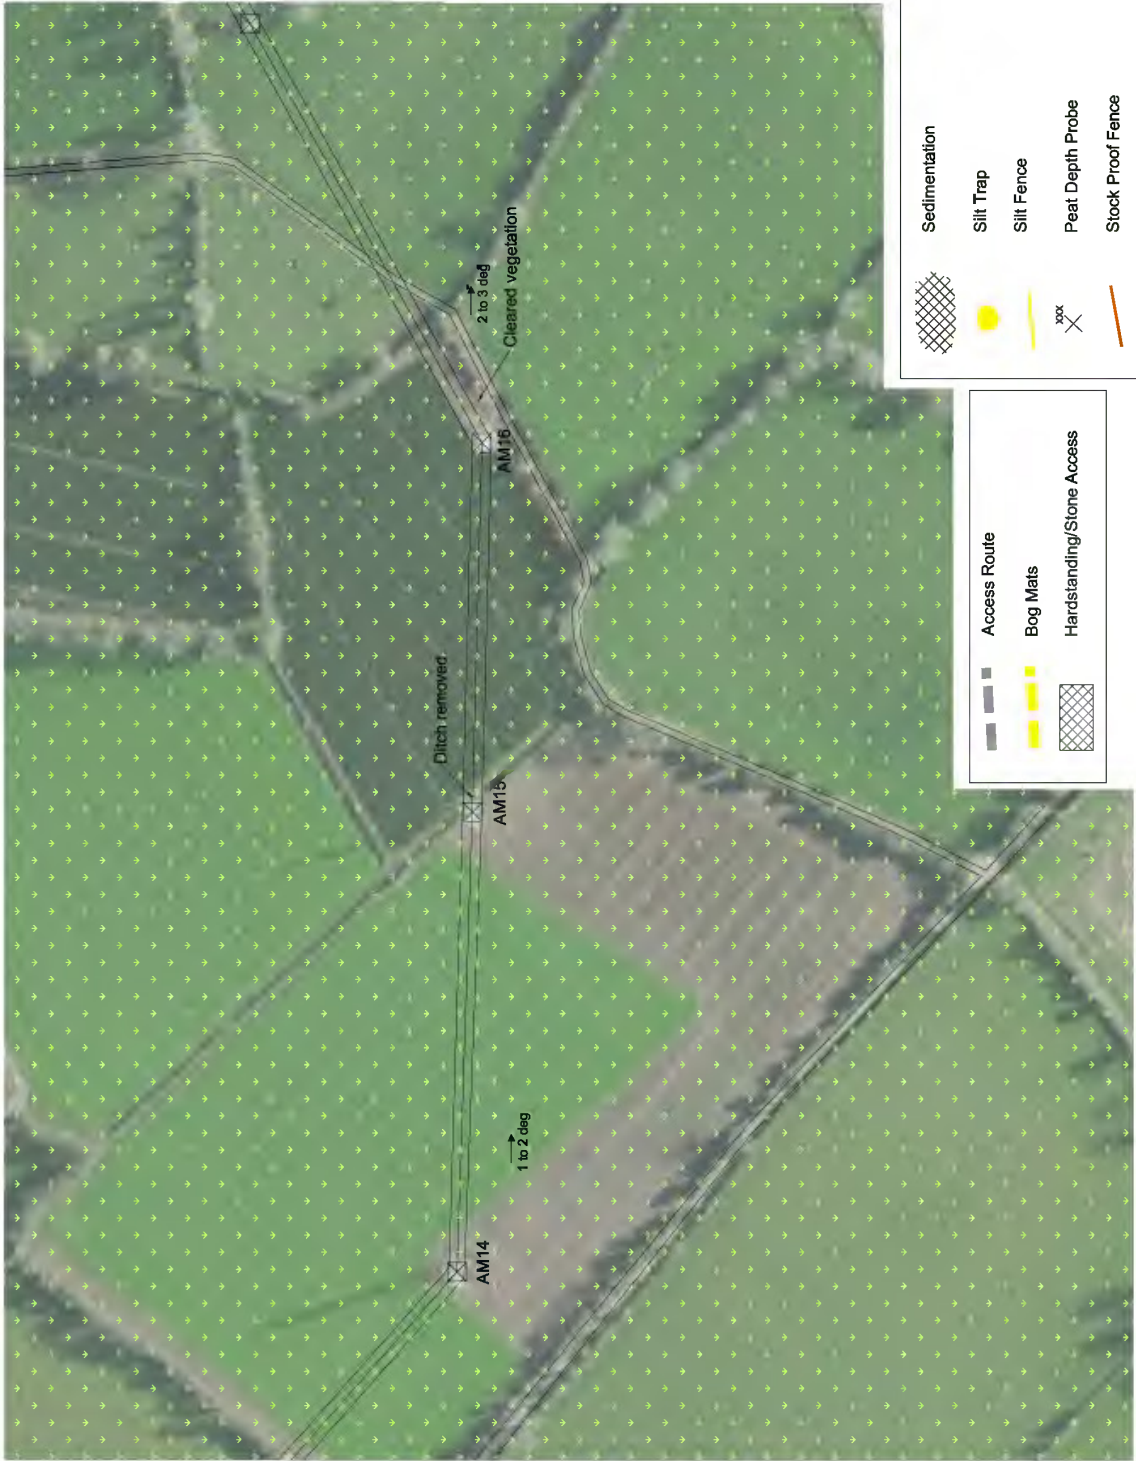 2 to 3 deg
Cleared vegetation
AM16
Ditch removed
AM15
1 to 2 deg
AM14
Sedimentation
Silt Trap
Silt Fence
xxx
Peat Depth Probe
Stock Proof Fence
Access Route
Bog Mats
Hardstanding/Stone Access